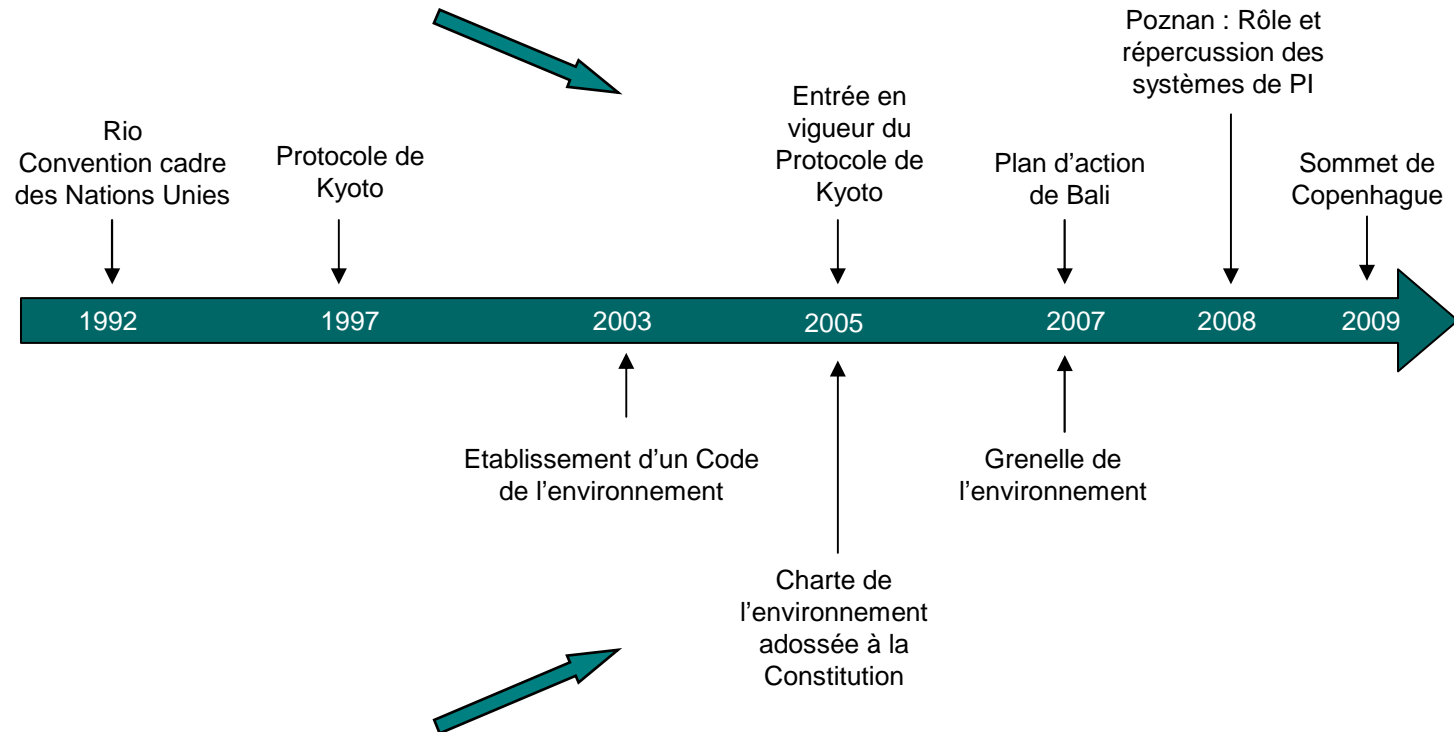 Rio
Convention cadre
des Nations Unies
Protocole de
Kyoto
Entrée en
vigueur du
Protocole de
Kyoto
Plan d’action
de Bali
Poznan : Rôle et
répercussion des
systèmes de PI
Sommet de
Copenhague
1992
1997
2003
2005
2007
2008
2009
Etablissement d’un Code
de l’environnement
Charte de
l’environnement
adossée à la
Constitution
Grenelle de
l’environnement